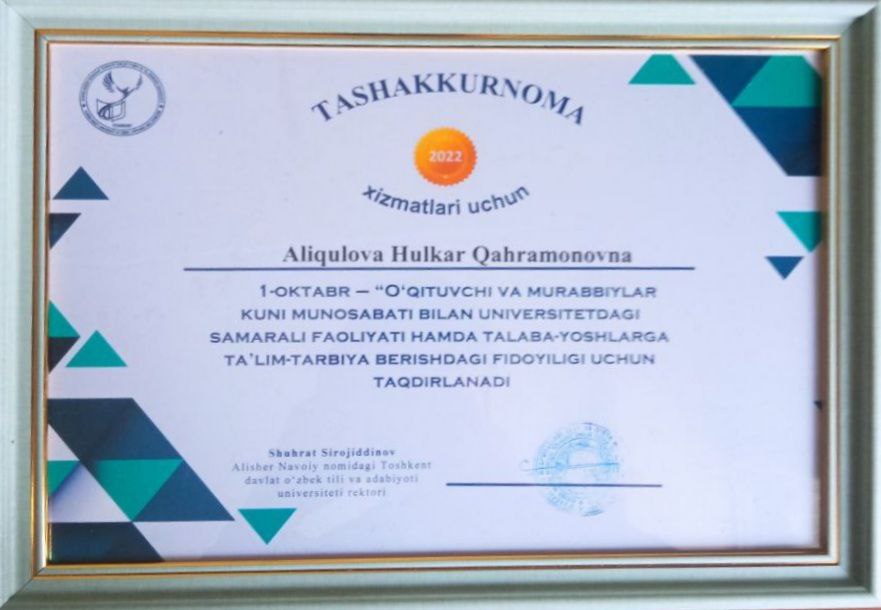 TASHAKKURNOMA
2022
xizmatlari uchun
Aliqulova Hulkar Qahramonovna
1-OKTABR – “O‘QITUVCHI VA MURABBIYLAR
KUNI MUNOSABATI BILAN UNIVERSITETDAGI
SAMARALI FAOLIYATI HAMDA TALABA-YOSHLARGA
TA’LIM-TARBIYA BERISHDAGI FIDOYILIGI UCHUN
TAQDIRLANADI
Shuhrat Sirojiddinov
Alisher Navoiy nomidagi Toshkent
davlat o‘zbek tili va adabiyoti
universiteti rektori